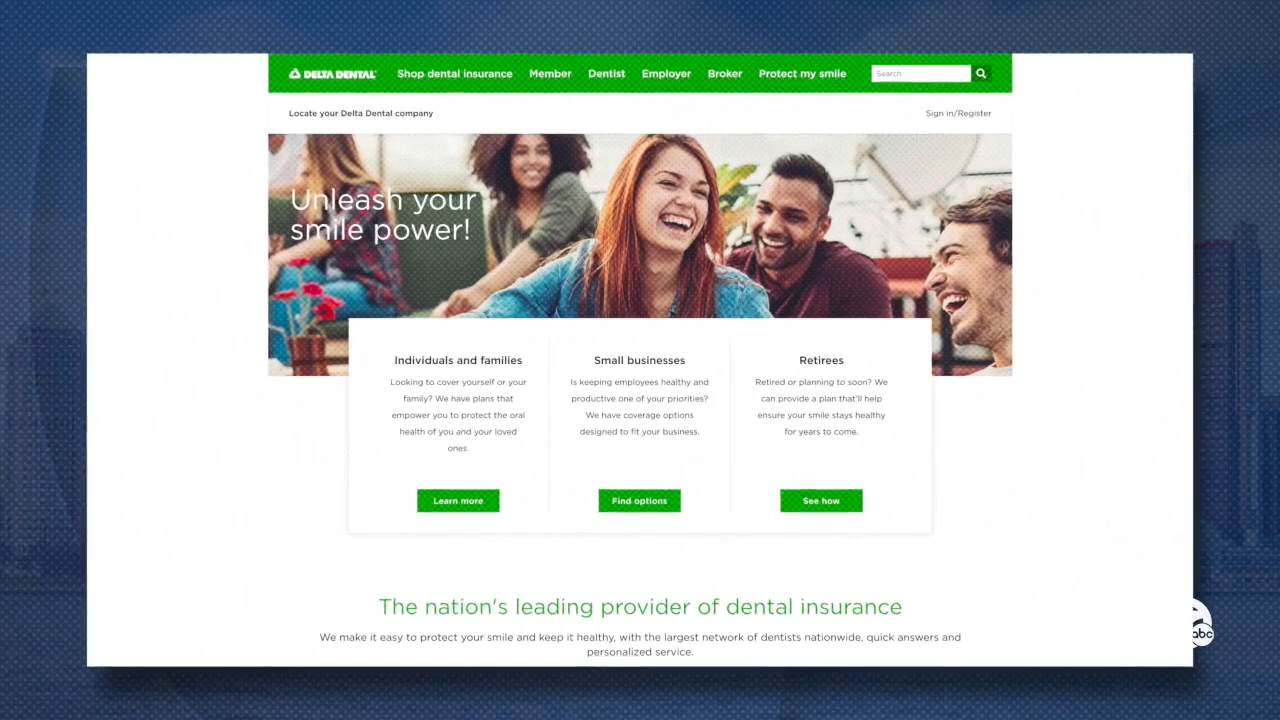 DELTA DENTAL
Shop dental insurance
Member
Dentist
Employer
Broker
Protect my smile
Search
Locate your Delta Dental company
Sign in/Register
Unleash your
smile power!
Individuals and families
Looking to cover yourself or your
family? We have plans that
empower you to protect the oral
health of you and your loved
ones.
Learn more
Small businesses
Is keeping employees healthy and
productive one of your priorities?
We have coverage options
designed to fit your business.
Find options
Retirees
Retired or planning to soon? We
can provide a plan that'll help
ensure your smile stays healthy
for years to come.
See how
The nation's leading provider of dental insurance
We make it easy to protect your smile and keep it healthy, with the largest network of dentists nationwide, quick answers and
personalized service.
abc